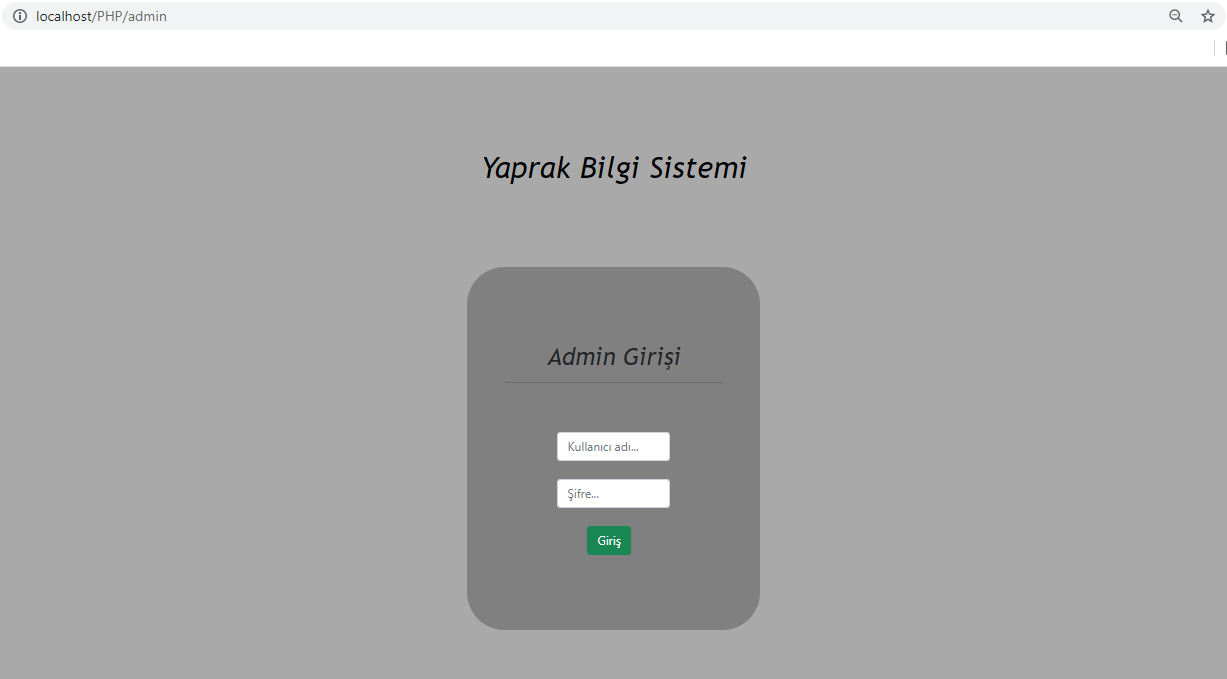 localhost/PHP/admin
Yaprak Bilgi Sistemi
Admin Girişi
Kullanıcı adı...
Şifre...
Giriş